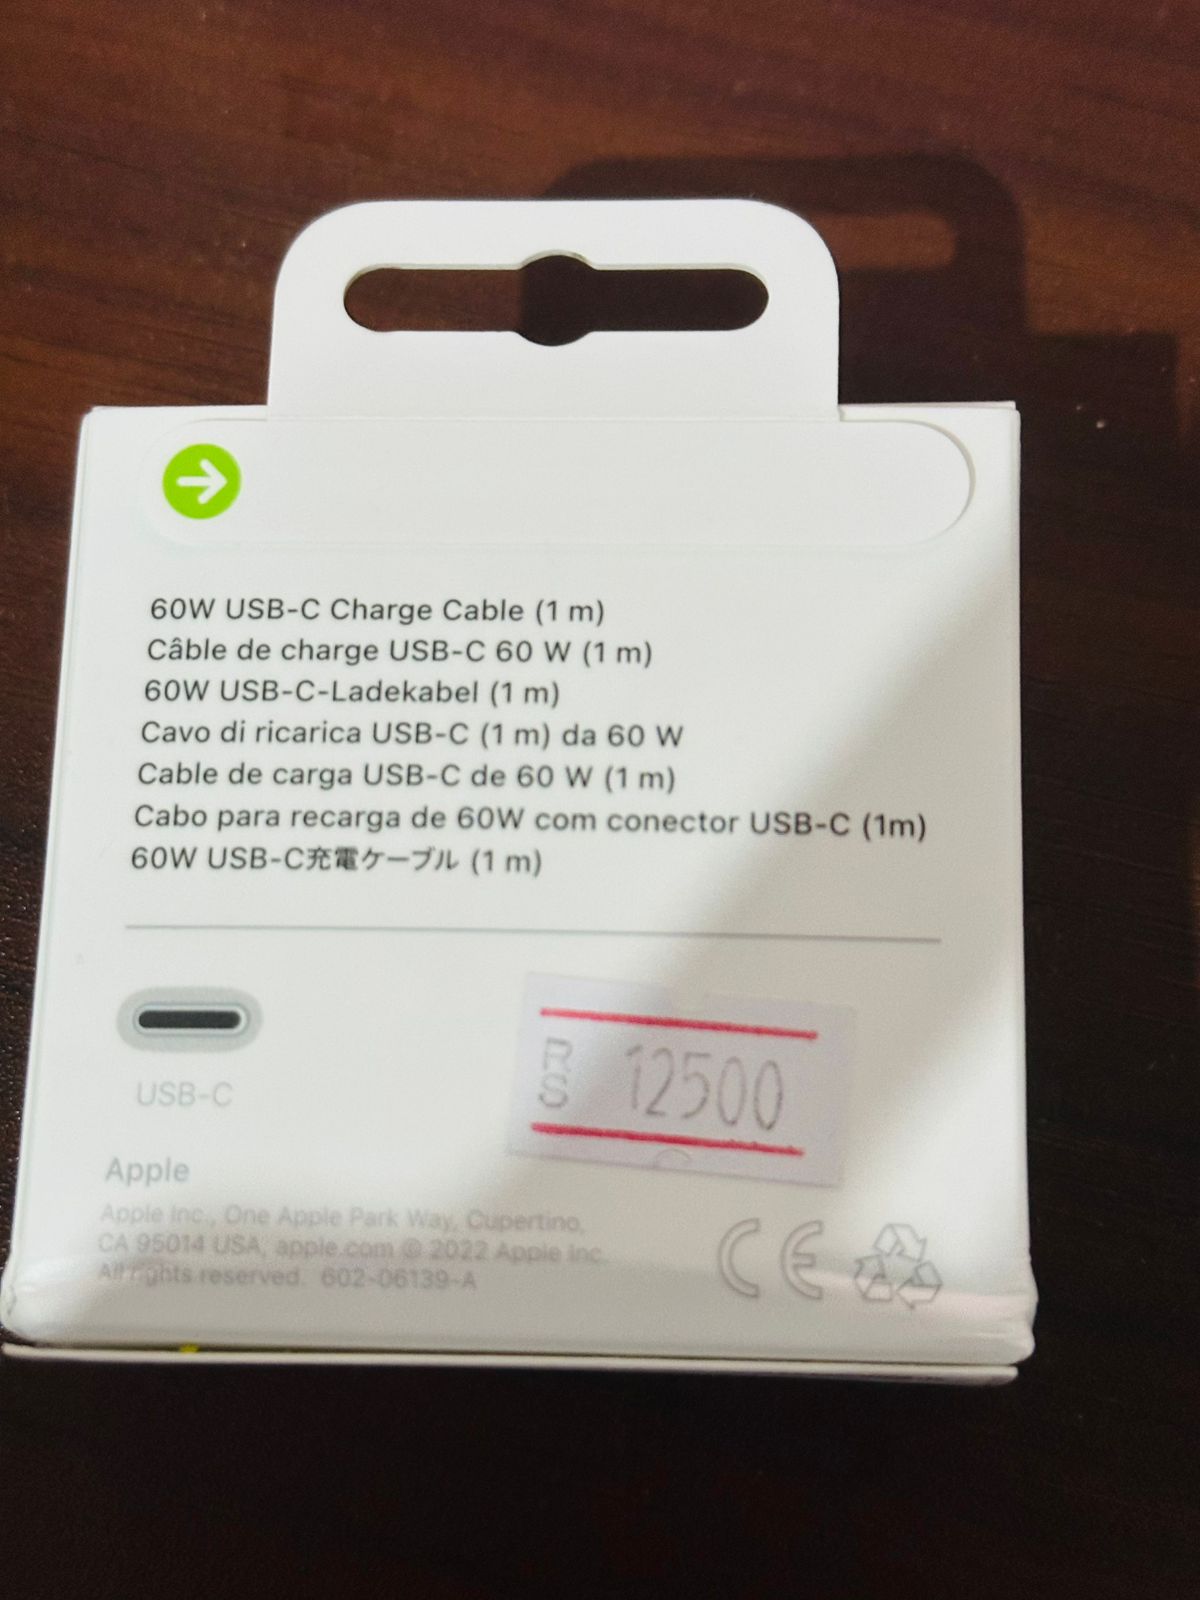 60W USB-C Charge Cable (1 m)
Câble de charge USB-C 60 W (1 m)
60W USB-C-Ladekabel (1 m)
Cavo di ricarica USB-C (1 m) da 60 W
Cable de carga USB-C de 60 W (1 m)
Cabo para recarga de 60W com conector USB-C (1m)
60W USB-C充電ケーブル (1 m)
USB-C
RS 12500
Apple
Apple Inc., One Apple Park Way, Cupertino,
CA 95014 USA, apple.com © 2022 Apple Inc.
All rights reserved. 602-06139-A
CE